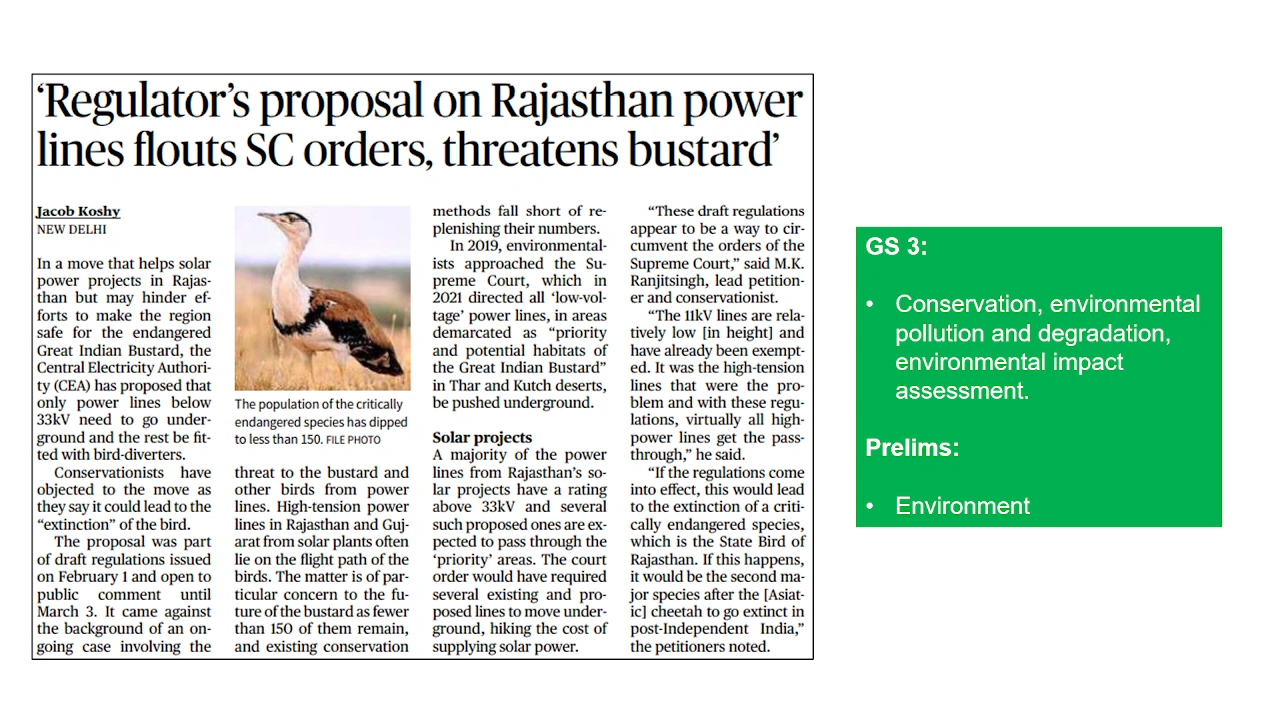 ‘Regulator’s proposal on Rajasthan power
lines flouts SC orders, threatens bustard’
Jacob Koshy
NEW DELHI
In a move that helps solar
power projects in Rajas-
than but may hinder ef-
forts to make the region
safe for the endangered
Great Indian Bustard, the
Central Electricity Authori-
ty (CEA) has proposed that
only power lines below
33kV need to go under-
ground and the rest be fit-
ted with bird-diverters.
Conservationists have
objected to the move as
they say it could lead to the
“extinction” of the bird.
The proposal was part
of draft regulations issued
on February 1 and open to
public comment until
March 3. It came against
the background of an on-
going case involving the
The population of the critically
endangered species has dipped
to less than 150. FILE PHOTO
threat to the bustard and
other birds from power
lines. High-tension power
lines in Rajasthan and Guj-
arat from solar plants often
lie on the flight path of the
birds. The matter is of par-
ticular concern to the fu-
ture of the bustard as fewer
than 150 of them remain,
and existing conservation
methods fall short of re-
plenishing their numbers.
In 2019, environmental-
ists approached the Su-
preme Court, which in
2021 directed all ‘low-vol-
tage’ power lines, in areas
demarcated as “priority
and potential habitats of
the Great Indian Bustard”
in Thar and Kutch deserts,
be pushed underground.
Solar projects
A majority of the power
lines from Rajasthan’s so-
lar projects have a rating
above 33kV and several
such proposed ones are ex-
pected to pass through the
‘priority’ areas. The court
order would have required
several existing and pro-
posed lines to move under-
ground, hiking the cost of
supplying solar power.
“These draft regulations
appear to be a way to cir-
cumvent the orders of the
Supreme Court,” said M.K.
Ranjitsingh, lead petition-
er and conservationist.
“The 11kV lines are rela-
tively low [in height] and
have already been exempt-
ed. It was the high-tension
lines that were the pro-
blem and with these regu-
lations, virtually all high-
power lines get the pass-
through,” he said.
“If the regulations come
into effect, this would lead
to the extinction of a criti-
cally endangered species,
which is the State Bird of
Rajasthan. If this happens,
it would be the second ma-
jor species after the [Asiat-
ic] cheetah to go extinct in
post-Independent India,”
the petitioners noted.
GS 3:
• Conservation, environmental
pollution and degradation,
environmental impact
assessment.
Prelims:
• Environment